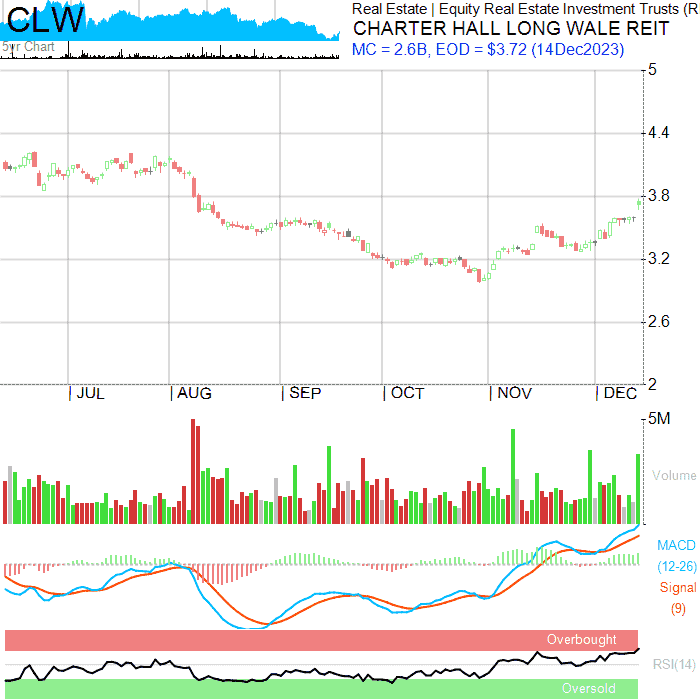 CLW
5yr Chart
Real Estate | Equity Real Estate Investment Trusts (R
CHARTER HALL LONG WALE REIT
MC = 2.6B, EOD = $3.72 (14Dec2023)
5
4.4
3.8
3.2
2.6
2
| JUL | AUG | SEP | OCT | NOV | DEC
5M
Volume
MACD
(12-26)
Signal
(9)
Overbought
RSI(14)
Oversold